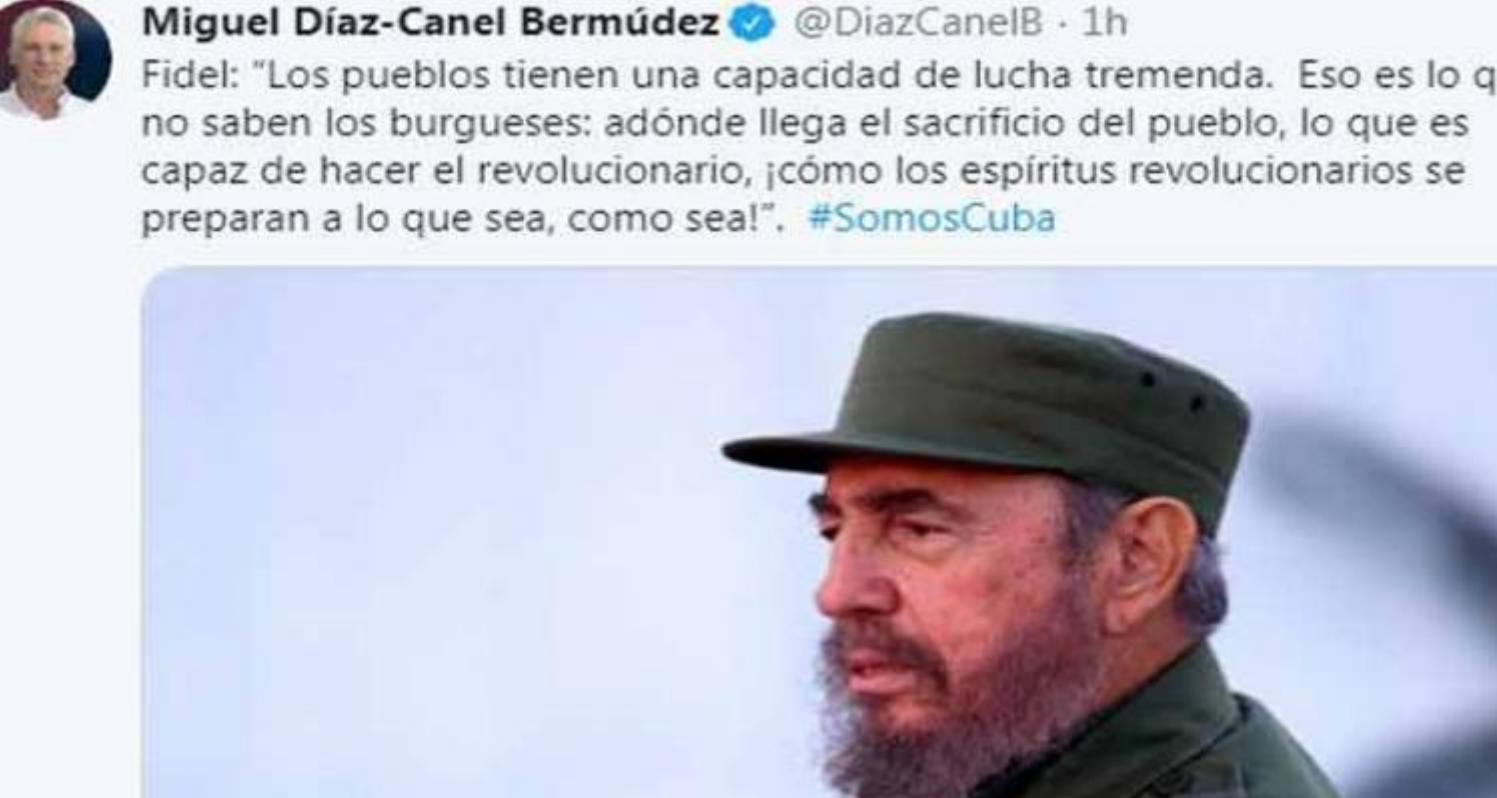 Miguel Díaz-Canel Bermúdez @DiazCanelB · 1h
Fidel: "Los pueblos tienen una capacidad de lucha tremenda. Eso es lo
no saben los burgueses: adónde llega el sacrificio del pueblo, lo que es
capaz de hacer el revolucionario, ¡cómo los espíritus revolucionarios se
preparan a lo que sea, como sea!". #SomosCuba